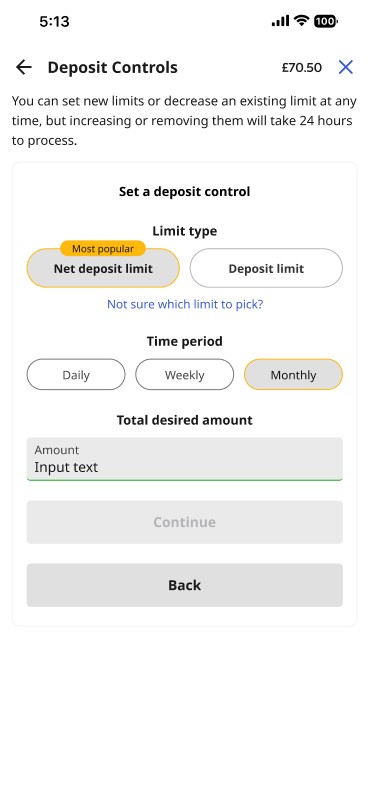 5:13
100
Deposit Controls
£70.50
You can set new limits or decrease an existing limit at any
time, but increasing or removing them will take 24 hours
to process.
Set a deposit control
Limit type
Most popular
Net deposit limit
Deposit limit
Not sure which limit to pick?
Time period
Daily
Weekly
Monthly
Total desired amount
Amount
Input text
Continue
Back